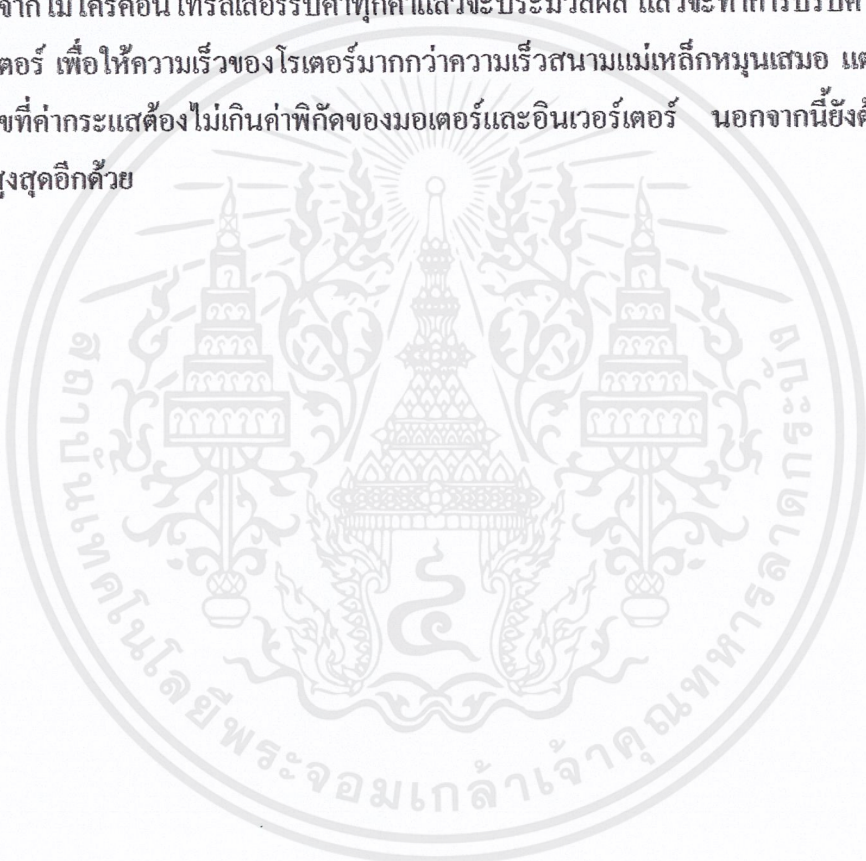 จากไมโครคอนโทรลเลอร์รับค่าทุกค่าแล้วจะประมวลผล แล้วจะทำการปรับค
ตอร์ เพื่อให้ความเร็วของโรเตอร์มากกว่าความเร็วสนามแม่เหล็กหมุนเสมอ แต
ขที่ค่ากระแสต้องไม่เกินค่าพิกัดของมอเตอร์และอินเวอร์เตอร์ นอกจากนี้ยังต้
สูงสุดอีกด้วย
สถาบันเทคโนโลยีพระจอมเกล้าเจ้าคุณทหารลาดกระบัง